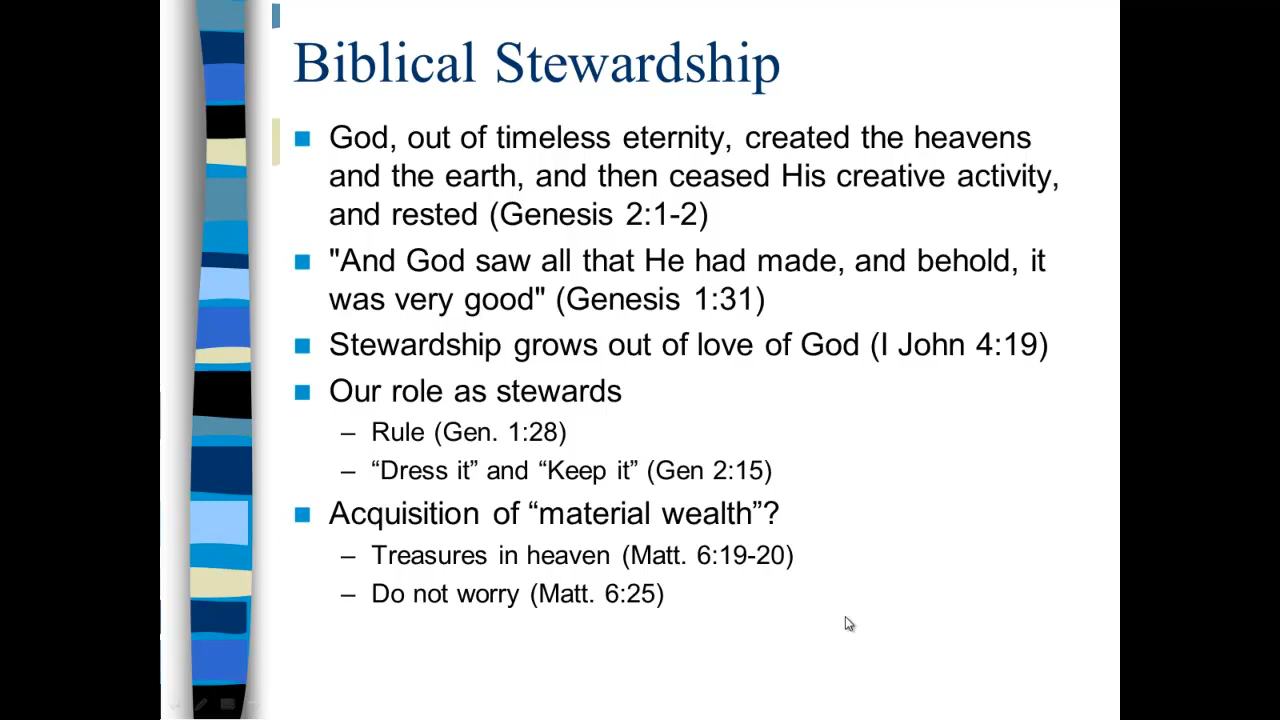 Biblical Stewardship
God, out of timeless eternity, created the heavens
and the earth, and then ceased His creative activity,
and rested (Genesis 2:1-2)
"And God saw all that He had made, and behold, it
was very good" (Genesis 1:31)
Stewardship grows out of love of God (I John 4:19)
Our role as stewards
– Rule (Gen. 1:28)
– “Dress it” and “Keep it” (Gen 2:15)
Acquisition of “material wealth”?
– Treasures in heaven (Matt. 6:19-20)
– Do not worry (Matt. 6:25)